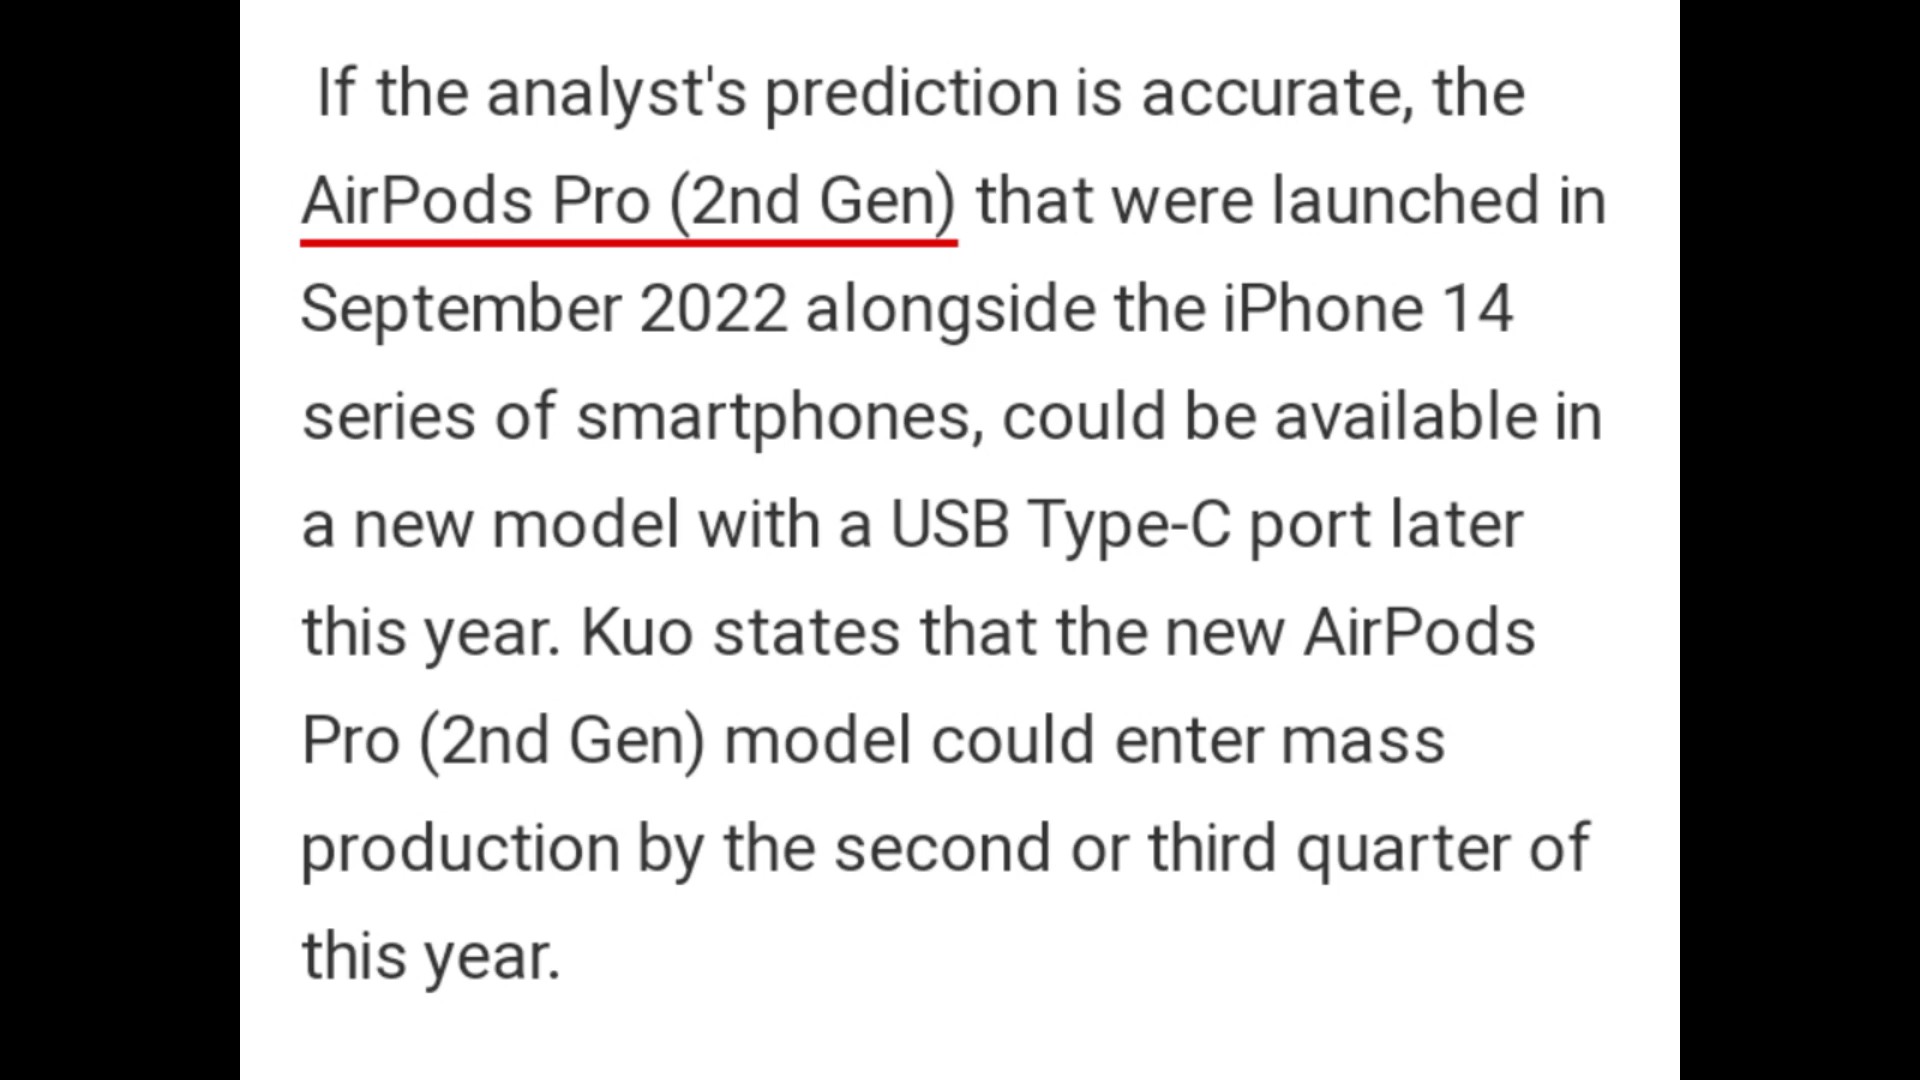 If the analyst's prediction is accurate, the
AirPods Pro (2nd Gen) that were launched in
September 2022 alongside the iPhone 14
series of smartphones, could be available in
a new model with a USB Type-C port later
this year. Kuo states that the new AirPods
Pro (2nd Gen) model could enter mass
production by the second or third quarter of
this year.